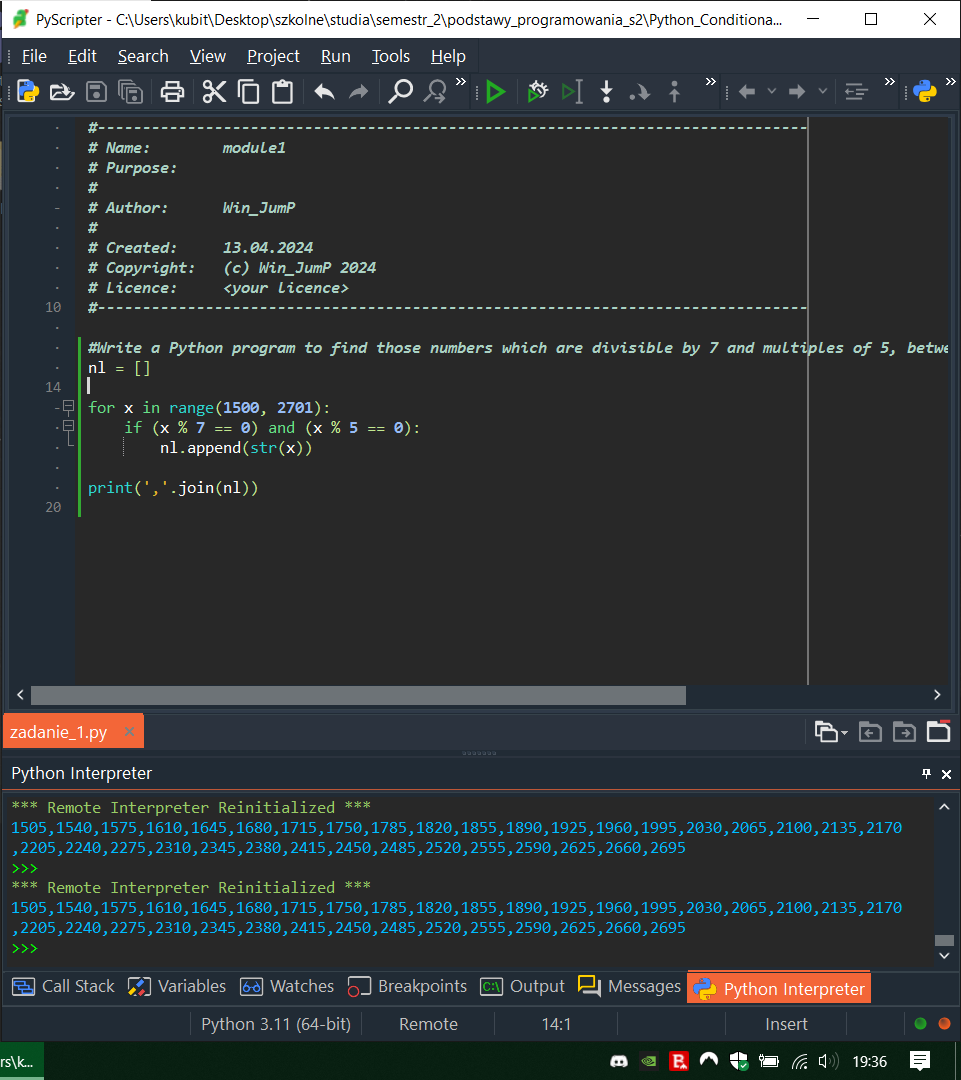 PyScripter - C:\Users\kubit\Desktop\szkolne\studia\semestr_2\podstawy_programowania_s2\Python_Conditiona...
File Edit Search View Project Run Tools Help
#-------------------------------------------------------------------------------
# Name:        module1
# Purpose:
#
# Author:      Win_JumP
#
# Created:     13.04.2024
# Copyright:   (c) Win_JumP 2024
# Licence:     <your licence>
10 #-------------------------------------------------------------------------------
#Write a Python program to find those numbers which are divisible by 7 and multiples of 5, betwe
nl = []
14
for x in range(1500, 2701):
    if (x % 7 == 0) and (x % 5 == 0):
        nl.append(str(x))
print(','.join(nl))
20
zadanie_1.py
Python Interpreter
*** Remote Interpreter Reinitialized ***
1505,1540,1575,1610,1645,1680,1715,1750,1785,1820,1855,1890,1925,1960,1995,2030,2065,2100,2135,2170
,2205,2240,2275,2310,2345,2380,2415,2450,2485,2520,2555,2590,2625,2660,2695
>>>
*** Remote Interpreter Reinitialized ***
1505,1540,1575,1610,1645,1680,1715,1750,1785,1820,1855,1890,1925,1960,1995,2030,2065,2100,2135,2170
,2205,2240,2275,2310,2345,2380,2415,2450,2485,2520,2555,2590,2625,2660,2695
>>>
Call Stack Variables Watches Breakpoints Output Messages Python Interpreter
Python 3.11 (64-bit) Remote 14:1 Insert
rs\k... 19:36